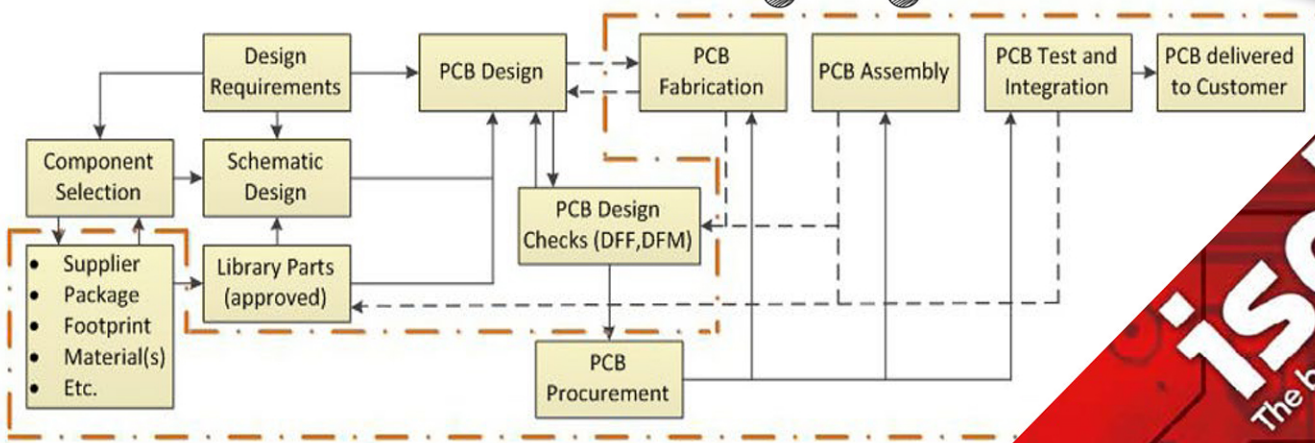 Design
Requirements
PCB Design
PCB
Fabrication
PCB Assembly
PCB Test and
Integration
PCB delivered
to Customer
Component
Selection
Schematic
Design
PCB Design
Checks (DFF,DFM)
• Supplier
• Package
• Footprint
• Material(s)
• Etc.
Library Parts
(approved)
PCB
Procurement
The